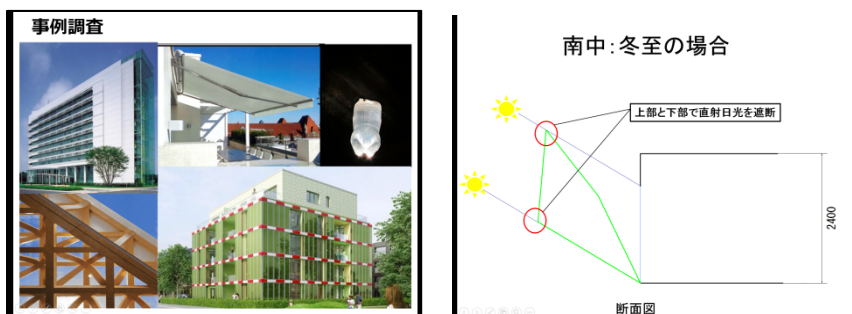 事例調査
南中:冬至の場合
上部と下部で直射日光を遮断
2400
断面図